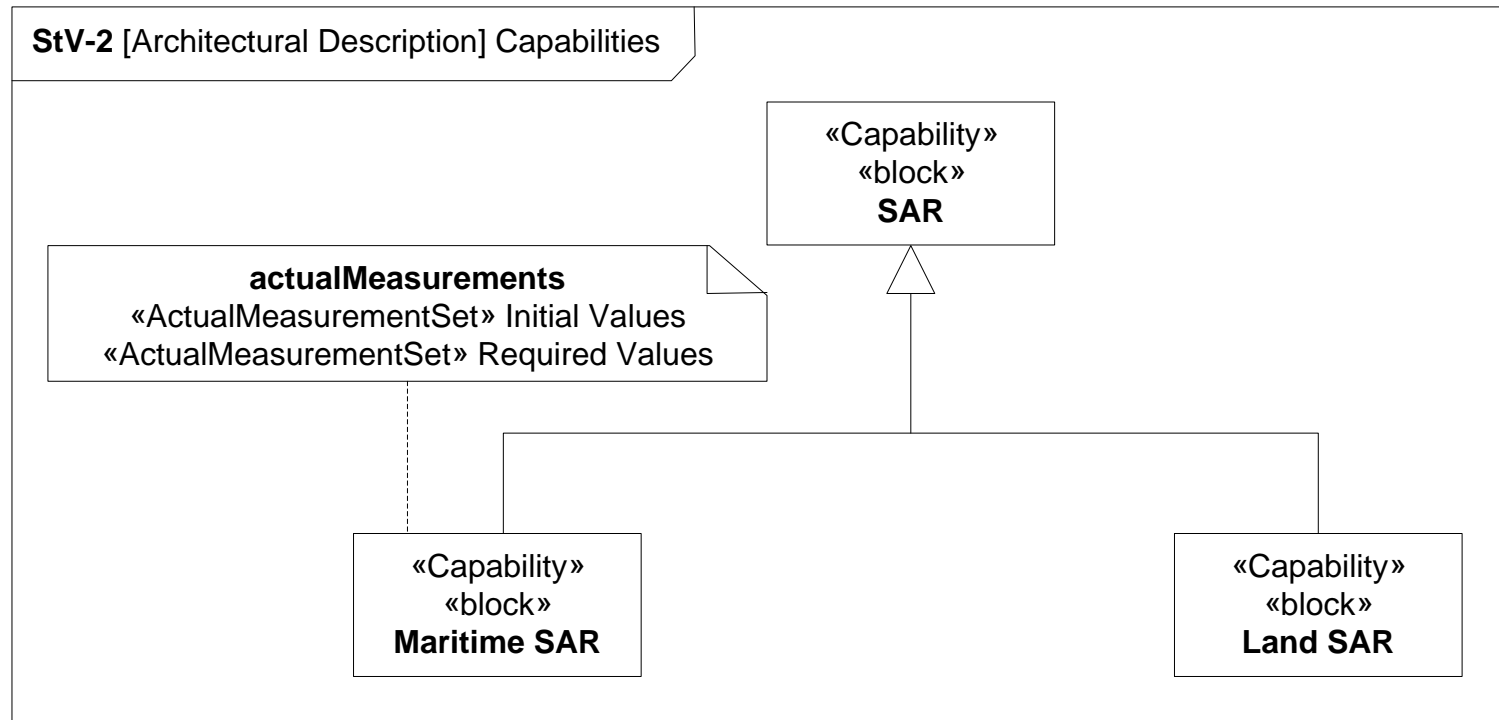 StV-2 [Architectural Description] Capabilities
«Capability»
«block»
SAR
actualMeasurements
«ActualMeasurementSet» Initial Values
«ActualMeasurementSet» Required Values
«Capability»
«block»
Maritime SAR
«Capability»
«block»
Land SAR